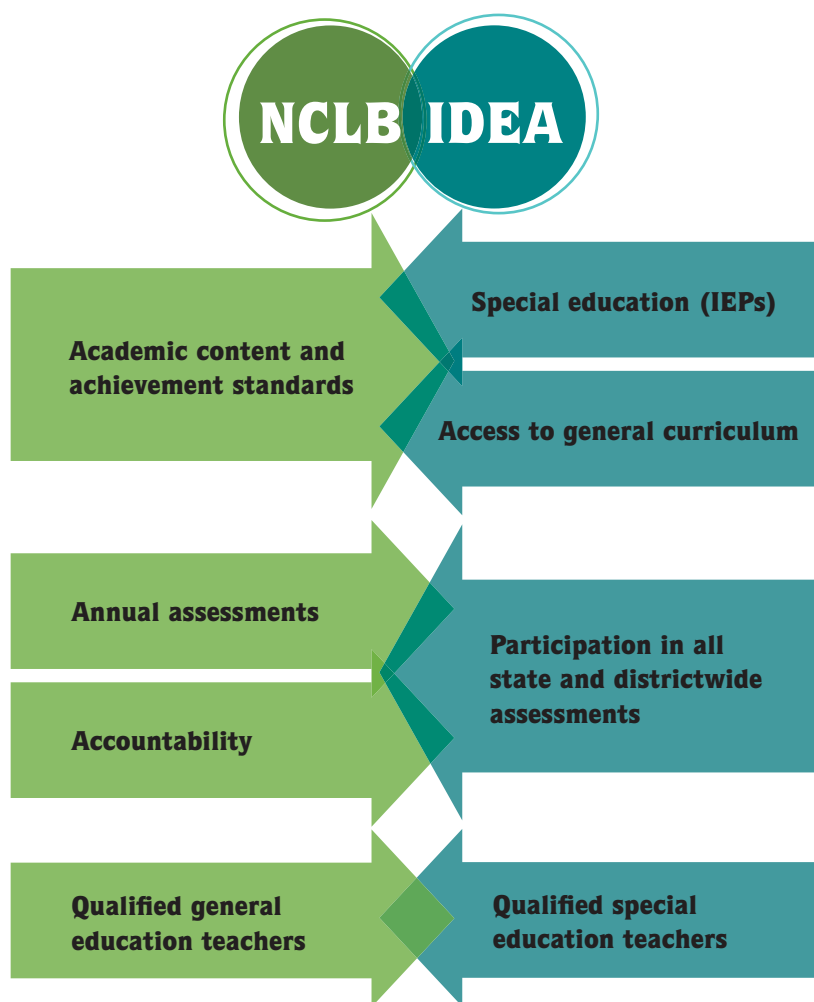 NCLB IDEA
Special education (IEPs)
Academic content and
achievement standards
Access to general curriculum
Annual assessments
Participation in all
state and districtwide
assessments
Accountability
Qualified general
education teachers
Qualified special
education teachers